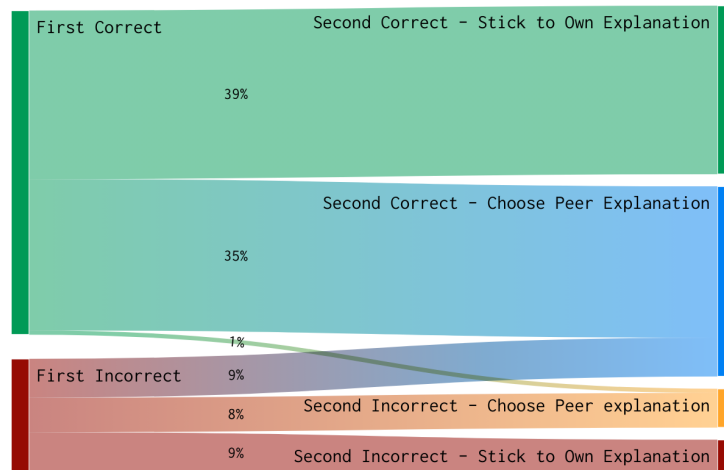 First Correct
Second Correct – Stick to Own Explanation
39%
Second Correct – Choose Peer Explanation
35%
1%
First Incorrect
9%
Second Incorrect – Choose Peer explanation
8%
9%
Second Incorrect – Stick to Own Explanation